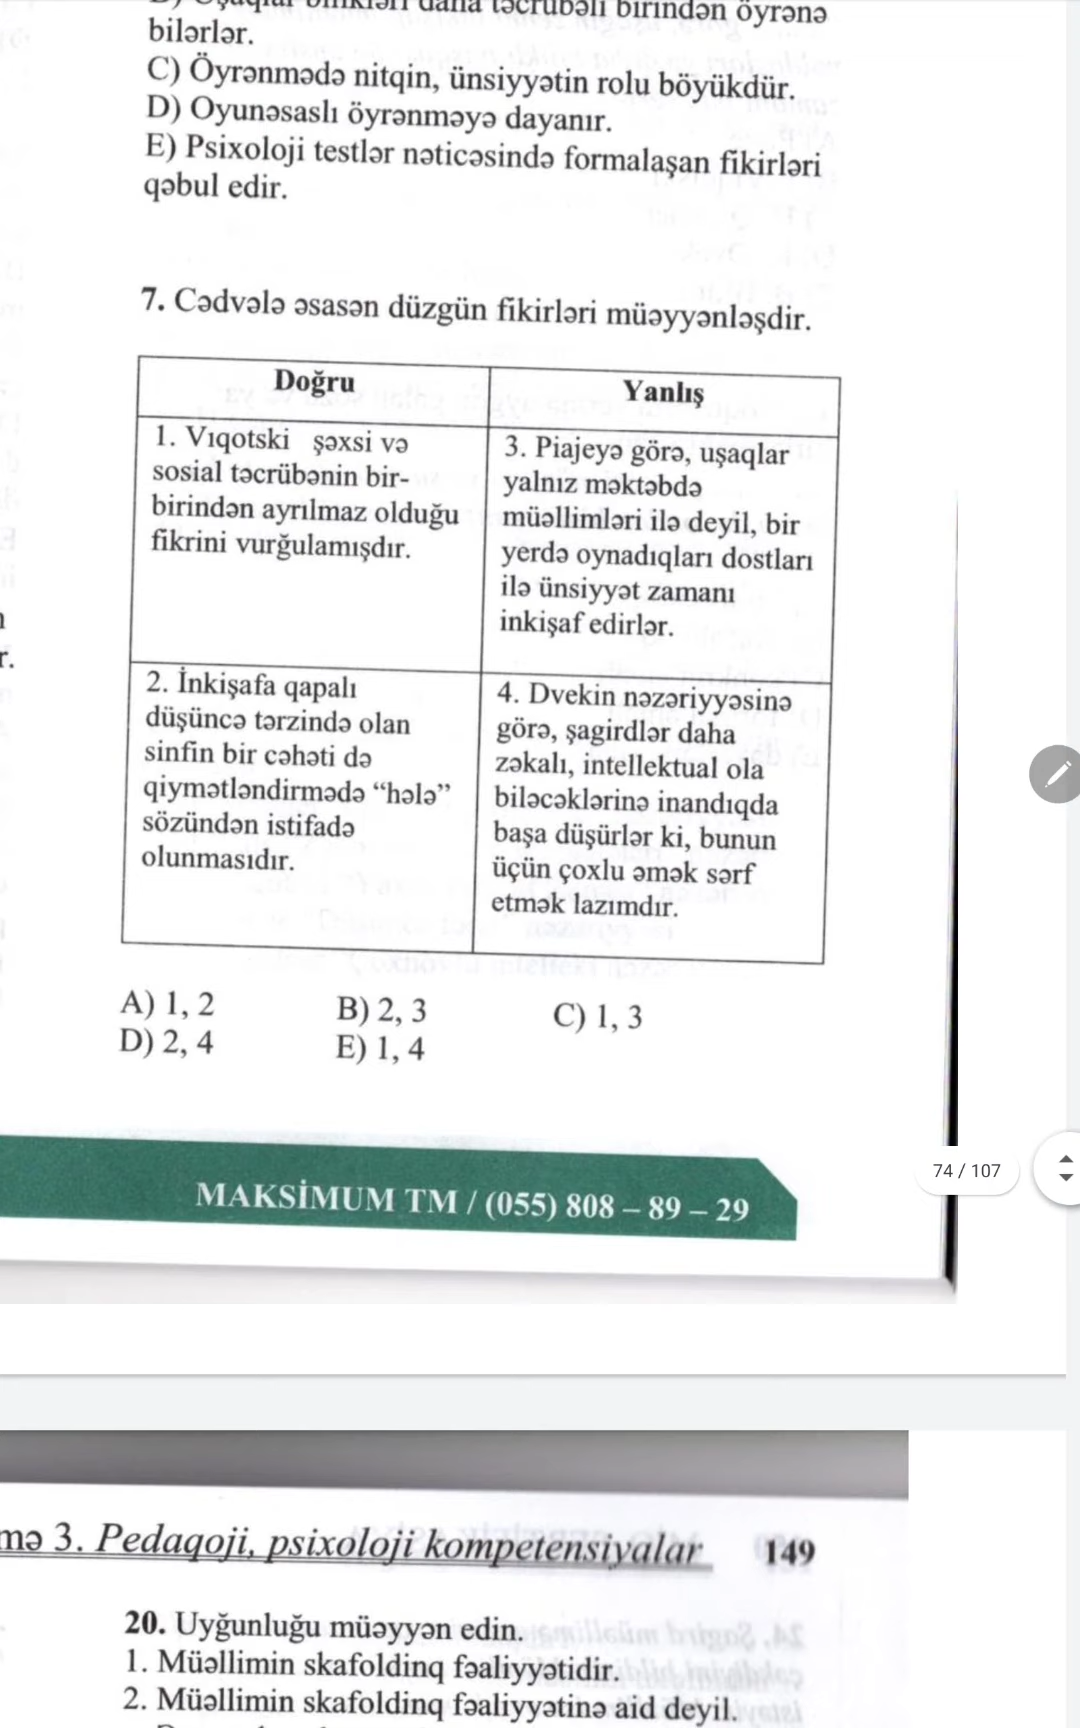 daha təcrübəli birindən öyrənə
bilərlər.
C) Öyrənmədə nitqin, ünsiyyətin rolu böyükdür.
D) Oyunəsaslı öyrənməyə dayanır.
E) Psixoloji testlər nəticəsində formalaşan fikirləri
qəbul edir.
7. Cədvələ əsasən düzgün fikirləri müəyyənləşdir.
Doğru
1. Vıqotski şəxsi və
sosial təcrübənin bir-
birindən ayrılmaz olduğu
fikrini vurğulamışdır.
Yanlış
3. Piajeyə görə, uşaqlar
yalnız məktəbdə
müəllimləri ilə deyil, bir
yerdə oynadıqları dostları
ilə ünsiyyət zamanı
inkişaf edirlər.
2. İnkişafa qapalı
düşüncə tərzində olan
sinfin bir cəhəti də
qiymətləndirmədə “hələ”
sözündən istifadə
olunmasıdır.
4. Dvekin nəzəriyyəsinə
görə, şagirdlər daha
zəkalı, intellektual ola
biləcəklərinə inandıqda
başa düşürlər ki, bunun
üçün çoxlu əmək sərf
etmək lazımdır.
A) 1, 2 B) 2, 3 C) 1, 3
D) 2, 4 E) 1, 4
MAKSİMUM TM / (055) 808 – 89 – 29
74 / 107
mə 3. Pedaqoji, psixoloji kompetensiyalar 149
20. Uyğunluğu müəyyən edin.
1. Müəllimin skafoldinq fəaliyyətidir.
2. Müəllimin skafoldinq fəaliyyətinə aid deyil.